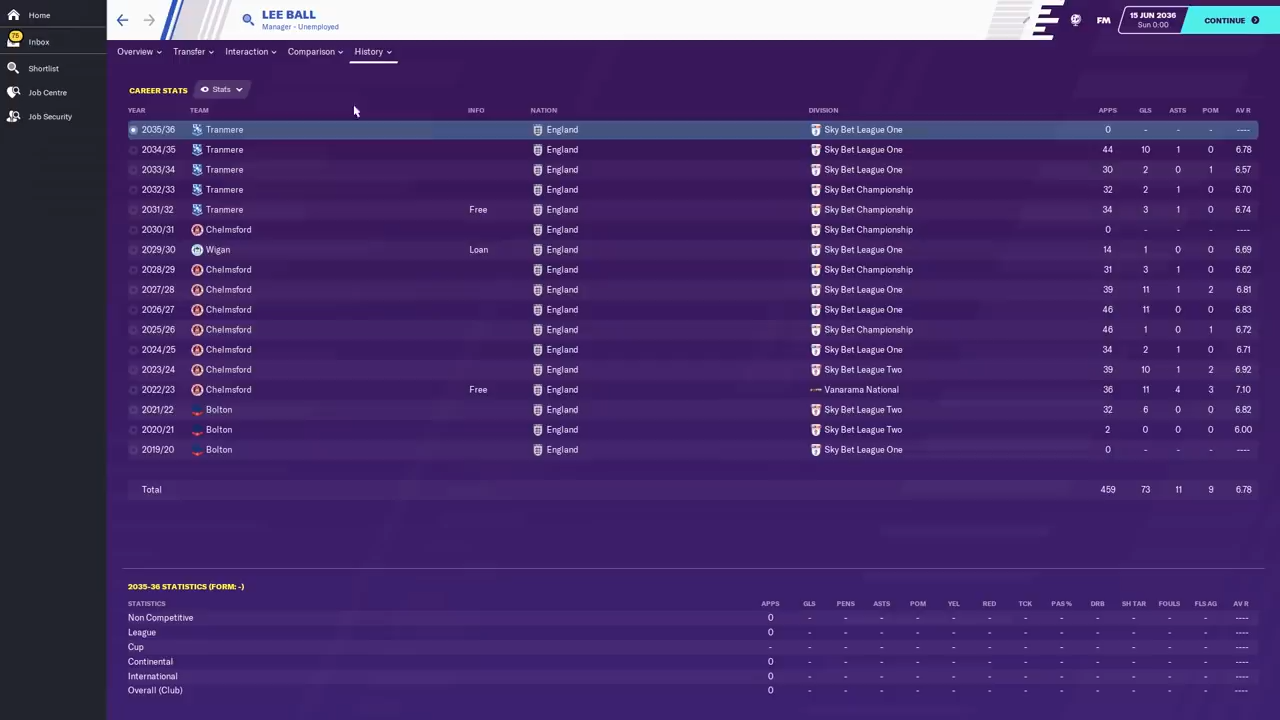 Home
75
Inbox
Shortlist
Job Centre
Job Security
LEE BALL
Manager - Unemployed
FM
15 JUN 2036
Sun 0:00
CONTINUE
Overview Transfer Interaction Comparison History
CAREER STATS Stats
YEAR TEAM INFO NATION DIVISION APPS GLS ASTS POM AV R
2035/36 Tranmere England Sky Bet League One 0 - - - ----
2034/35 Tranmere England Sky Bet League One 44 10 1 0 6.78
2033/34 Tranmere England Sky Bet League One 30 2 0 1 6.57
2032/33 Tranmere England Sky Bet Championship 32 2 1 0 6.70
2031/32 Tranmere Free England Sky Bet Championship 34 3 1 0 6.74
2030/31 Chelmsford England Sky Bet Championship 0 - - - ----
2029/30 Wigan Loan England Sky Bet League One 14 1 0 0 6.69
2028/29 Chelmsford England Sky Bet Championship 31 3 1 0 6.62
2027/28 Chelmsford England Sky Bet League One 39 11 1 2 6.81
2026/27 Chelmsford England Sky Bet League One 46 11 0 0 6.83
2025/26 Chelmsford England Sky Bet Championship 46 1 0 1 6.72
2024/25 Chelmsford England Sky Bet League One 34 2 1 0 6.71
2023/24 Chelmsford England Sky Bet League Two 39 10 1 2 6.92
2022/23 Chelmsford Free England Vanarama National 36 11 4 3 7.10
2021/22 Bolton England Sky Bet League Two 32 6 0 0 6.82
2020/21 Bolton England Sky Bet League Two 2 0 0 0 6.00
2019/20 Bolton England Sky Bet League One 0 - - - ----
Total 459 73 11 9 6.78
2035-36 STATISTICS (FORM: -)
STATISTICS APPS GLS PENS ASTS POM YEL RED TCK PAS % DRB SH TAR FOULS FLS AG AV R
Non Competitive 0 - - - - - - - - - - - - ----
League 0 - - - - - - - - - - - - ----
Cup - - - - - - - - - - - - - ----
Continental 0 - - - - - - - - - - - - ----
International 0 - - - - - - - - - - - - ----
Overall (Club) 0 - - - - - - - - - - - - ----